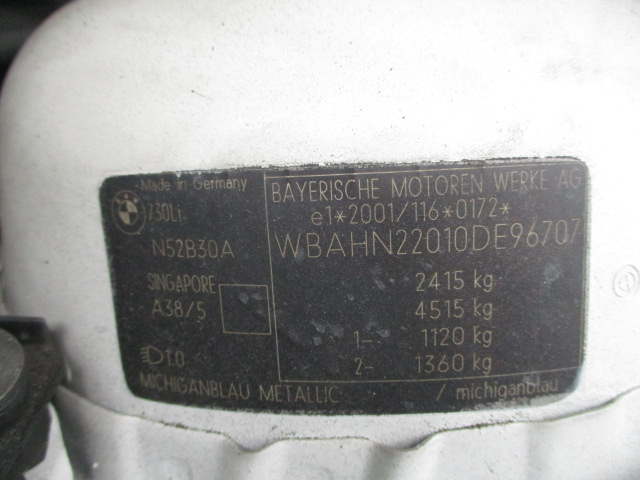 Made in Germany
730Li
N52B30A
SINGAPORE
A38/5
1.0
MICHIGANBLAU METALLIC / michiganblau
BAYERISCHE MOTOREN WERKE AG
e1*2001/116*0172*
WBAHN22010DE96707
2415 kg
4515 kg
1- 1120 kg
2- 1360 kg